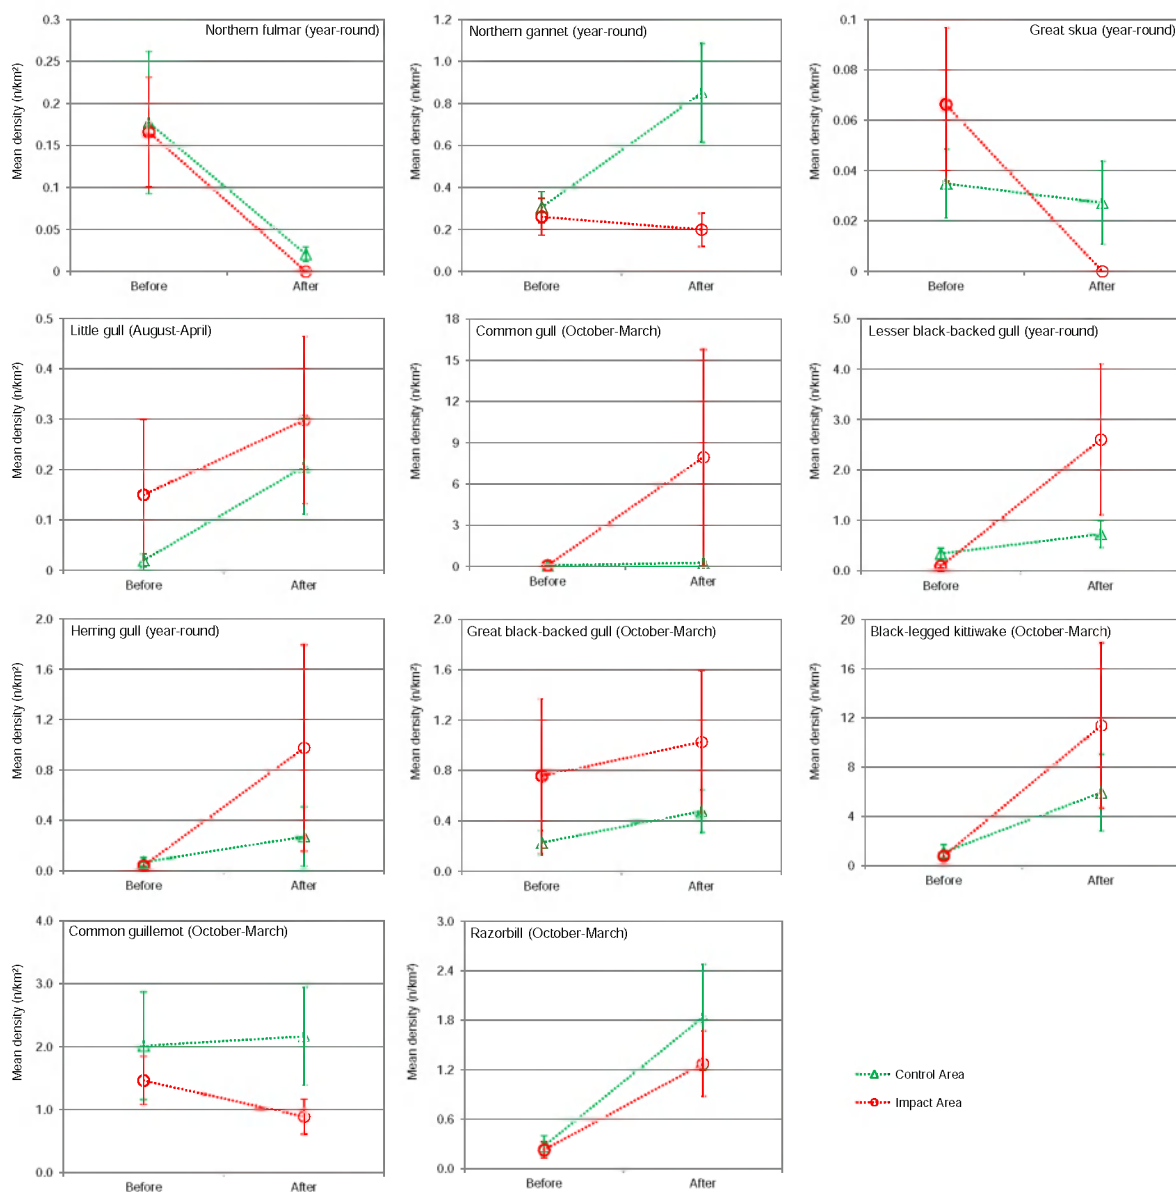 Northern fulmar (year-round)
Mean density (n/km²)
0.3
0.25
0.2
0.15
0.1
0.05
0
Before
After
Northern gannet (year-round)
Mean density (n/km²)
1.2
1.0
0.8
0.6
0.4
0.2
0.0
Before
After
Great skua (year-round)
Mean density (n/km²)
0.1
0.08
0.06
0.04
0.02
0
Before
After
Little gull (August-April)
Mean density (n/km²)
0.5
0.4
0.3
0.2
0.1
0
Before
After
Common gull (October-March)
Mean density (n/km²)
18
15
12
9
6
3
0
Before
After
Lesser black-backed gull (year-round)
Mean density (n/km²)
5.0
4.0
3.0
2.0
1.0
0.0
Before
After
Herring gull (year-round)
Mean density (n/km²)
2.0
1.6
1.2
0.8
0.4
0.0
Before
After
Great black-backed gull (October-March)
Mean density (n/km²)
2.0
1.6
1.2
0.8
0.4
0.0
Before
After
Black-legged kittiwake (October-March)
Mean density (n/km²)
20
16
12
8
4
0
Before
After
Common guillemot (October-March)
Mean density (n/km²)
4.0
3.0
2.0
1.0
0.0
Before
After
Razorbill (October-March)
Mean density (n/km²)
3.0
2.4
1.8
1.2
0.6
0.0
Before
After
Control Area
Impact Area